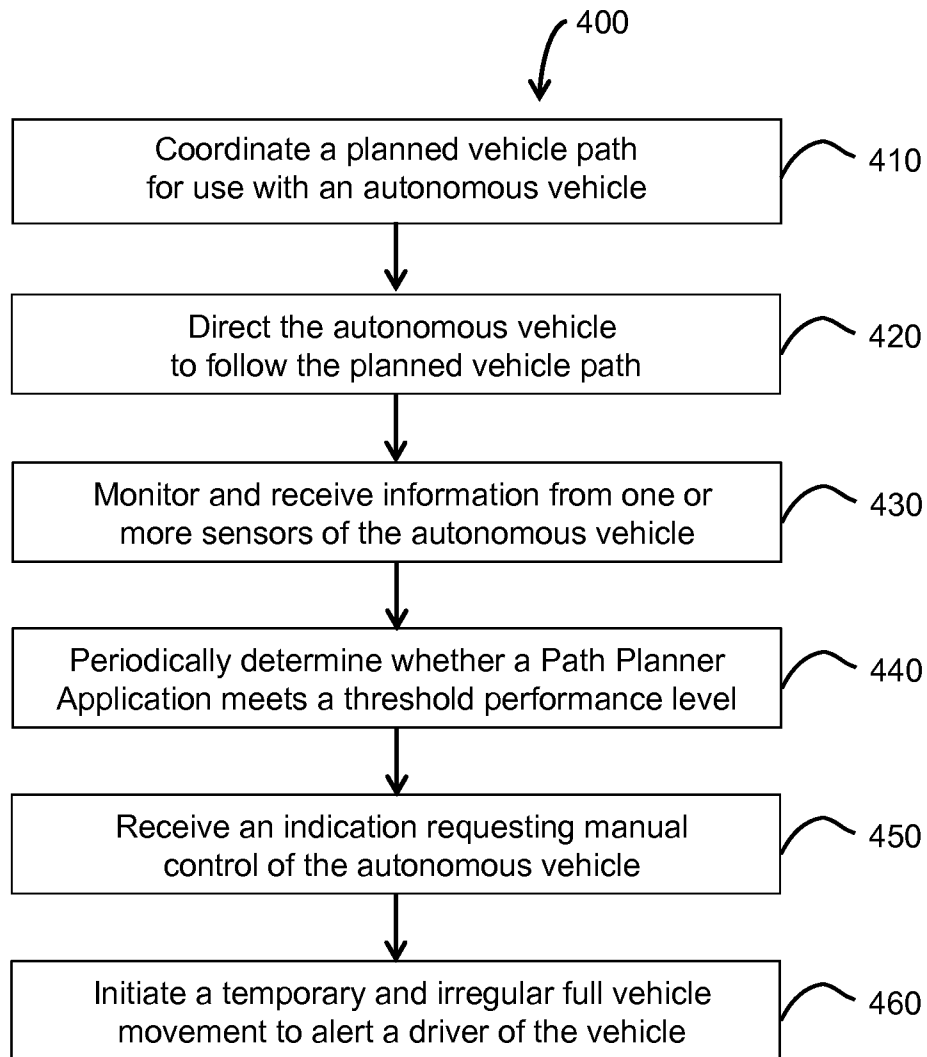 400
Coordinate a planned vehicle path
for use with an autonomous vehicle
410
Direct the autonomous vehicle
to follow the planned vehicle path
420
Monitor and receive information from one or
more sensors of the autonomous vehicle
430
Periodically determine whether a Path Planner
Application meets a threshold performance level
440
Receive an indication requesting manual
control of the autonomous vehicle
450
Initiate a temporary and irregular full vehicle
movement to alert a driver of the vehicle
460